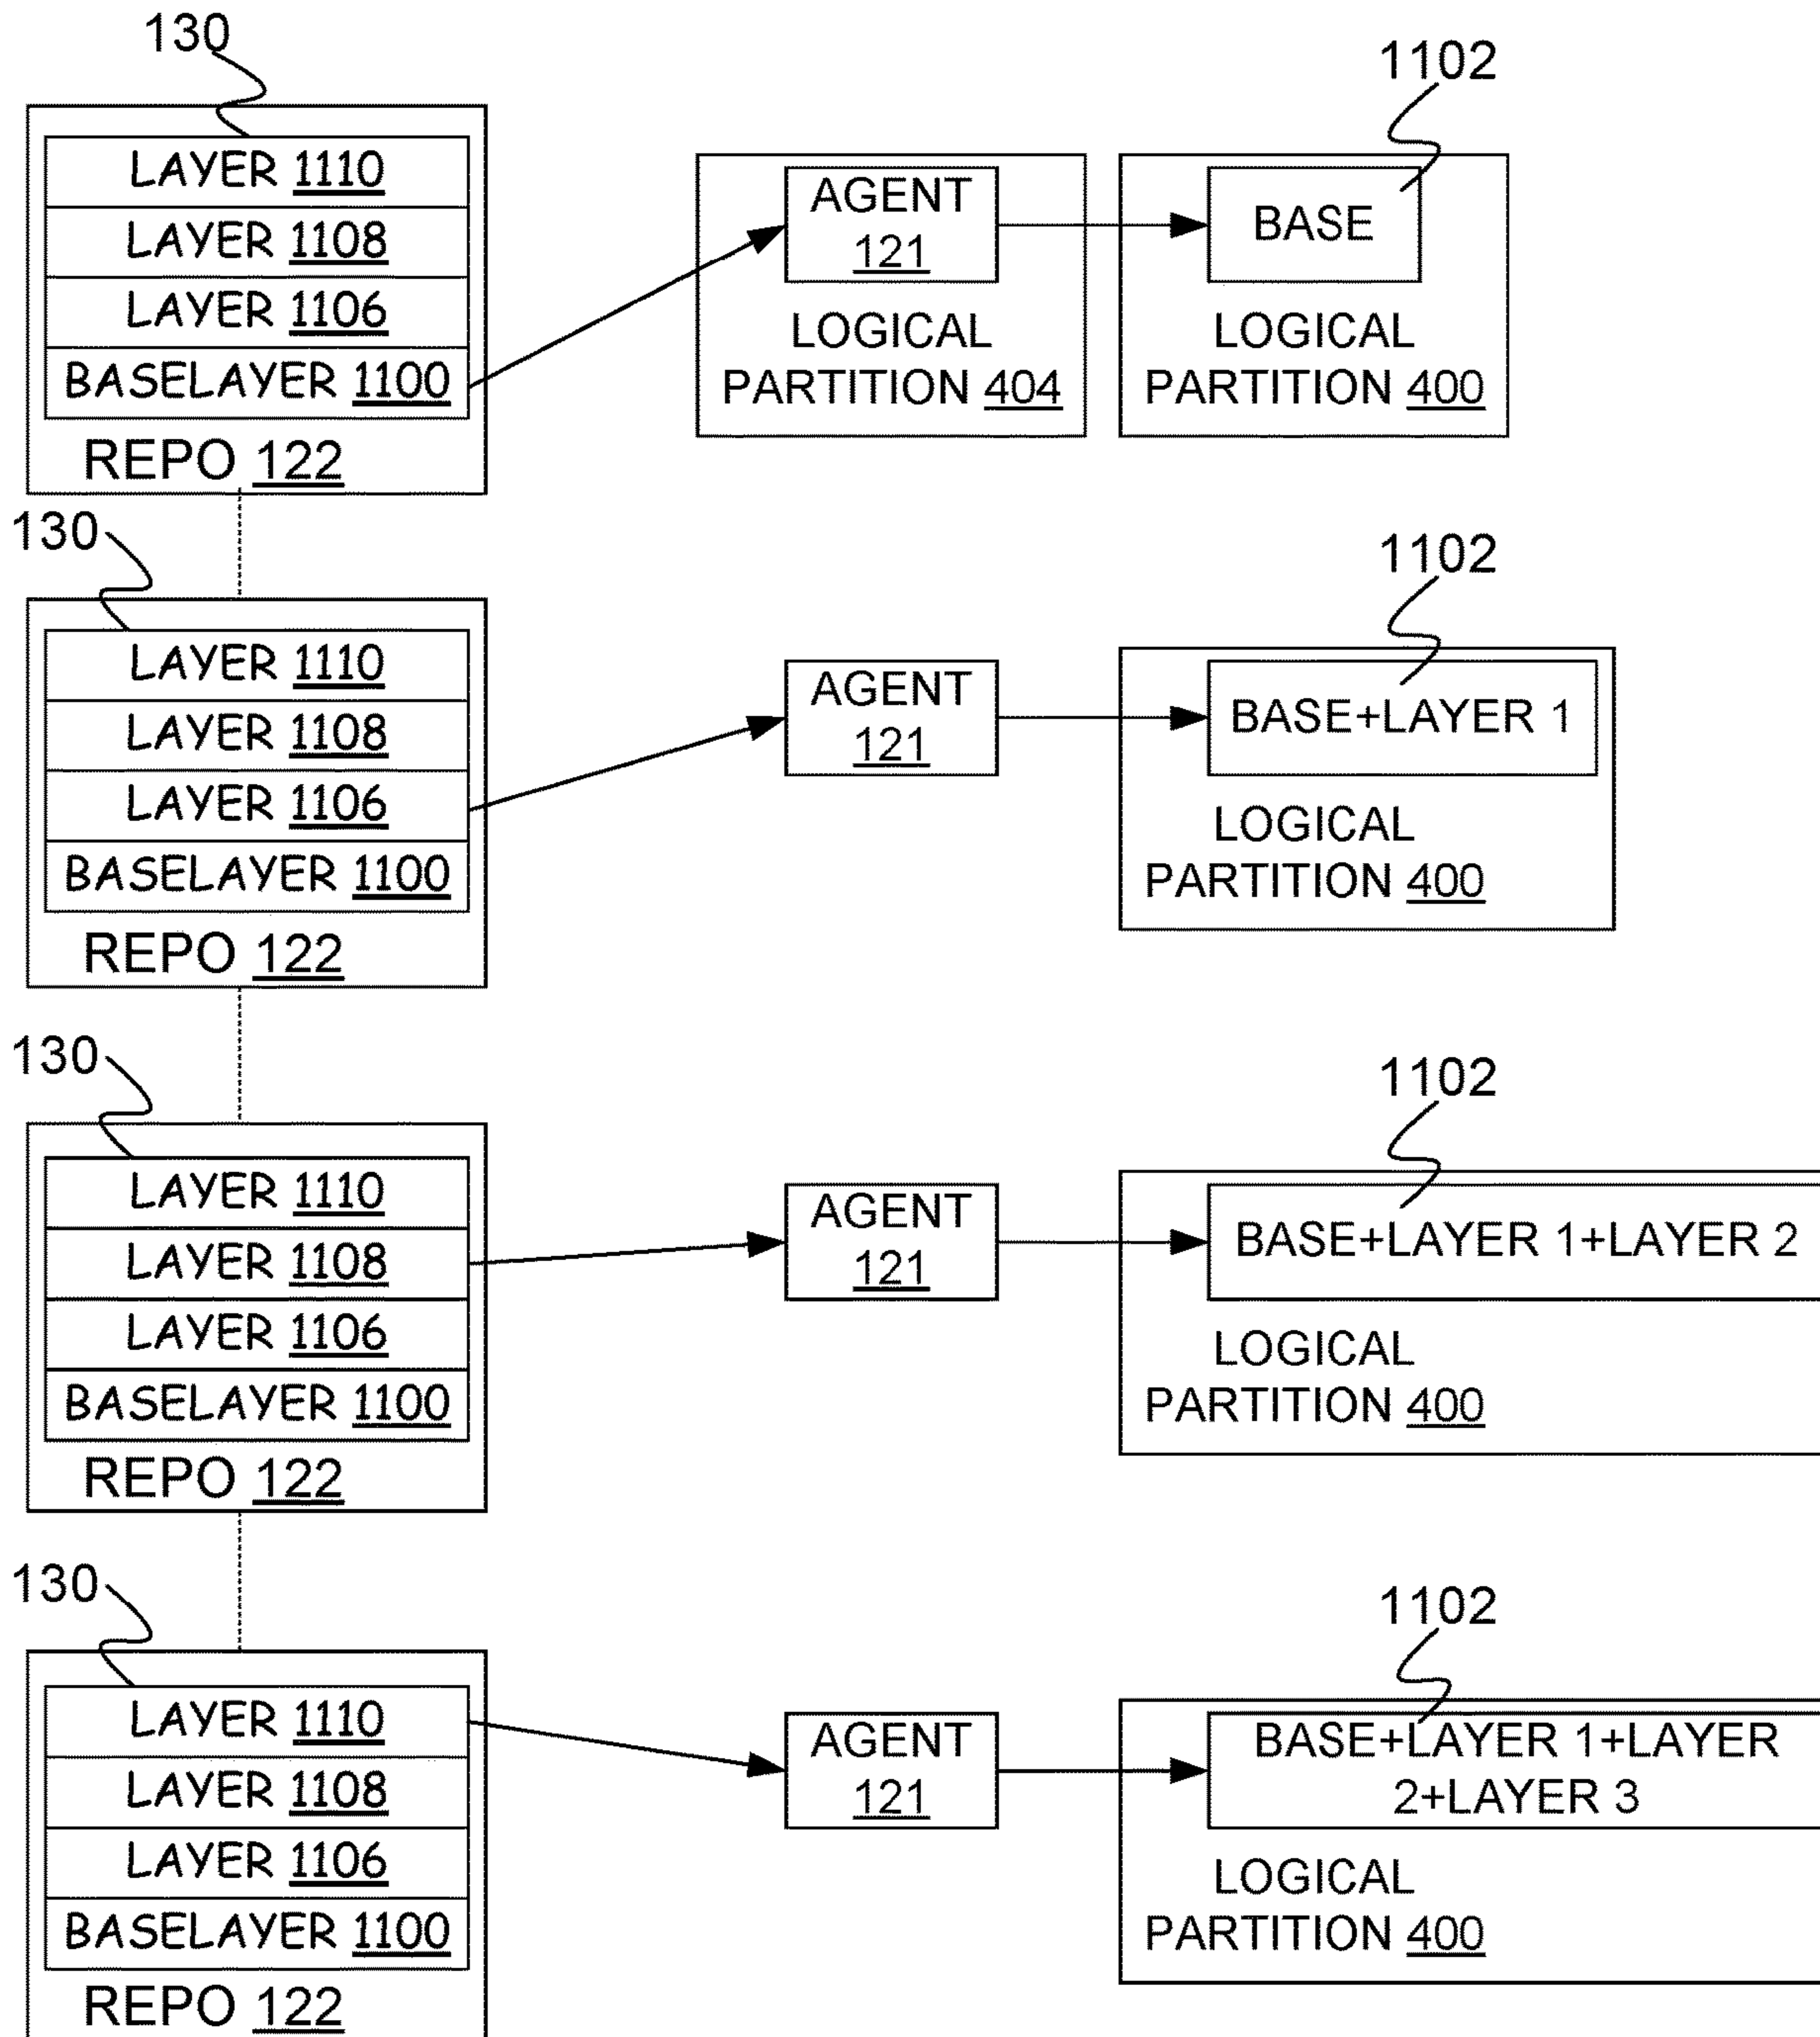 130
1102
LAYER 1110
LAYER 1108
LAYER 1106
BASELAYER 1100
REPO 122
AGENT
121
LOGICAL
PARTITION 404
BASE
LOGICAL
PARTITION 400
130
1102
LAYER 1110
LAYER 1108
LAYER 1106
BASELAYER 1100
REPO 122
AGENT
121
BASE+LAYER 1
LOGICAL
PARTITION 400
130
1102
LAYER 1110
LAYER 1108
LAYER 1106
BASELAYER 1100
REPO 122
AGENT
121
BASE+LAYER 1+LAYER 2
LOGICAL
PARTITION 400
130
1102
LAYER 1110
LAYER 1108
LAYER 1106
BASELAYER 1100
REPO 122
AGENT
121
BASE+LAYER 1+LAYER
2+LAYER 3
LOGICAL
PARTITION 400